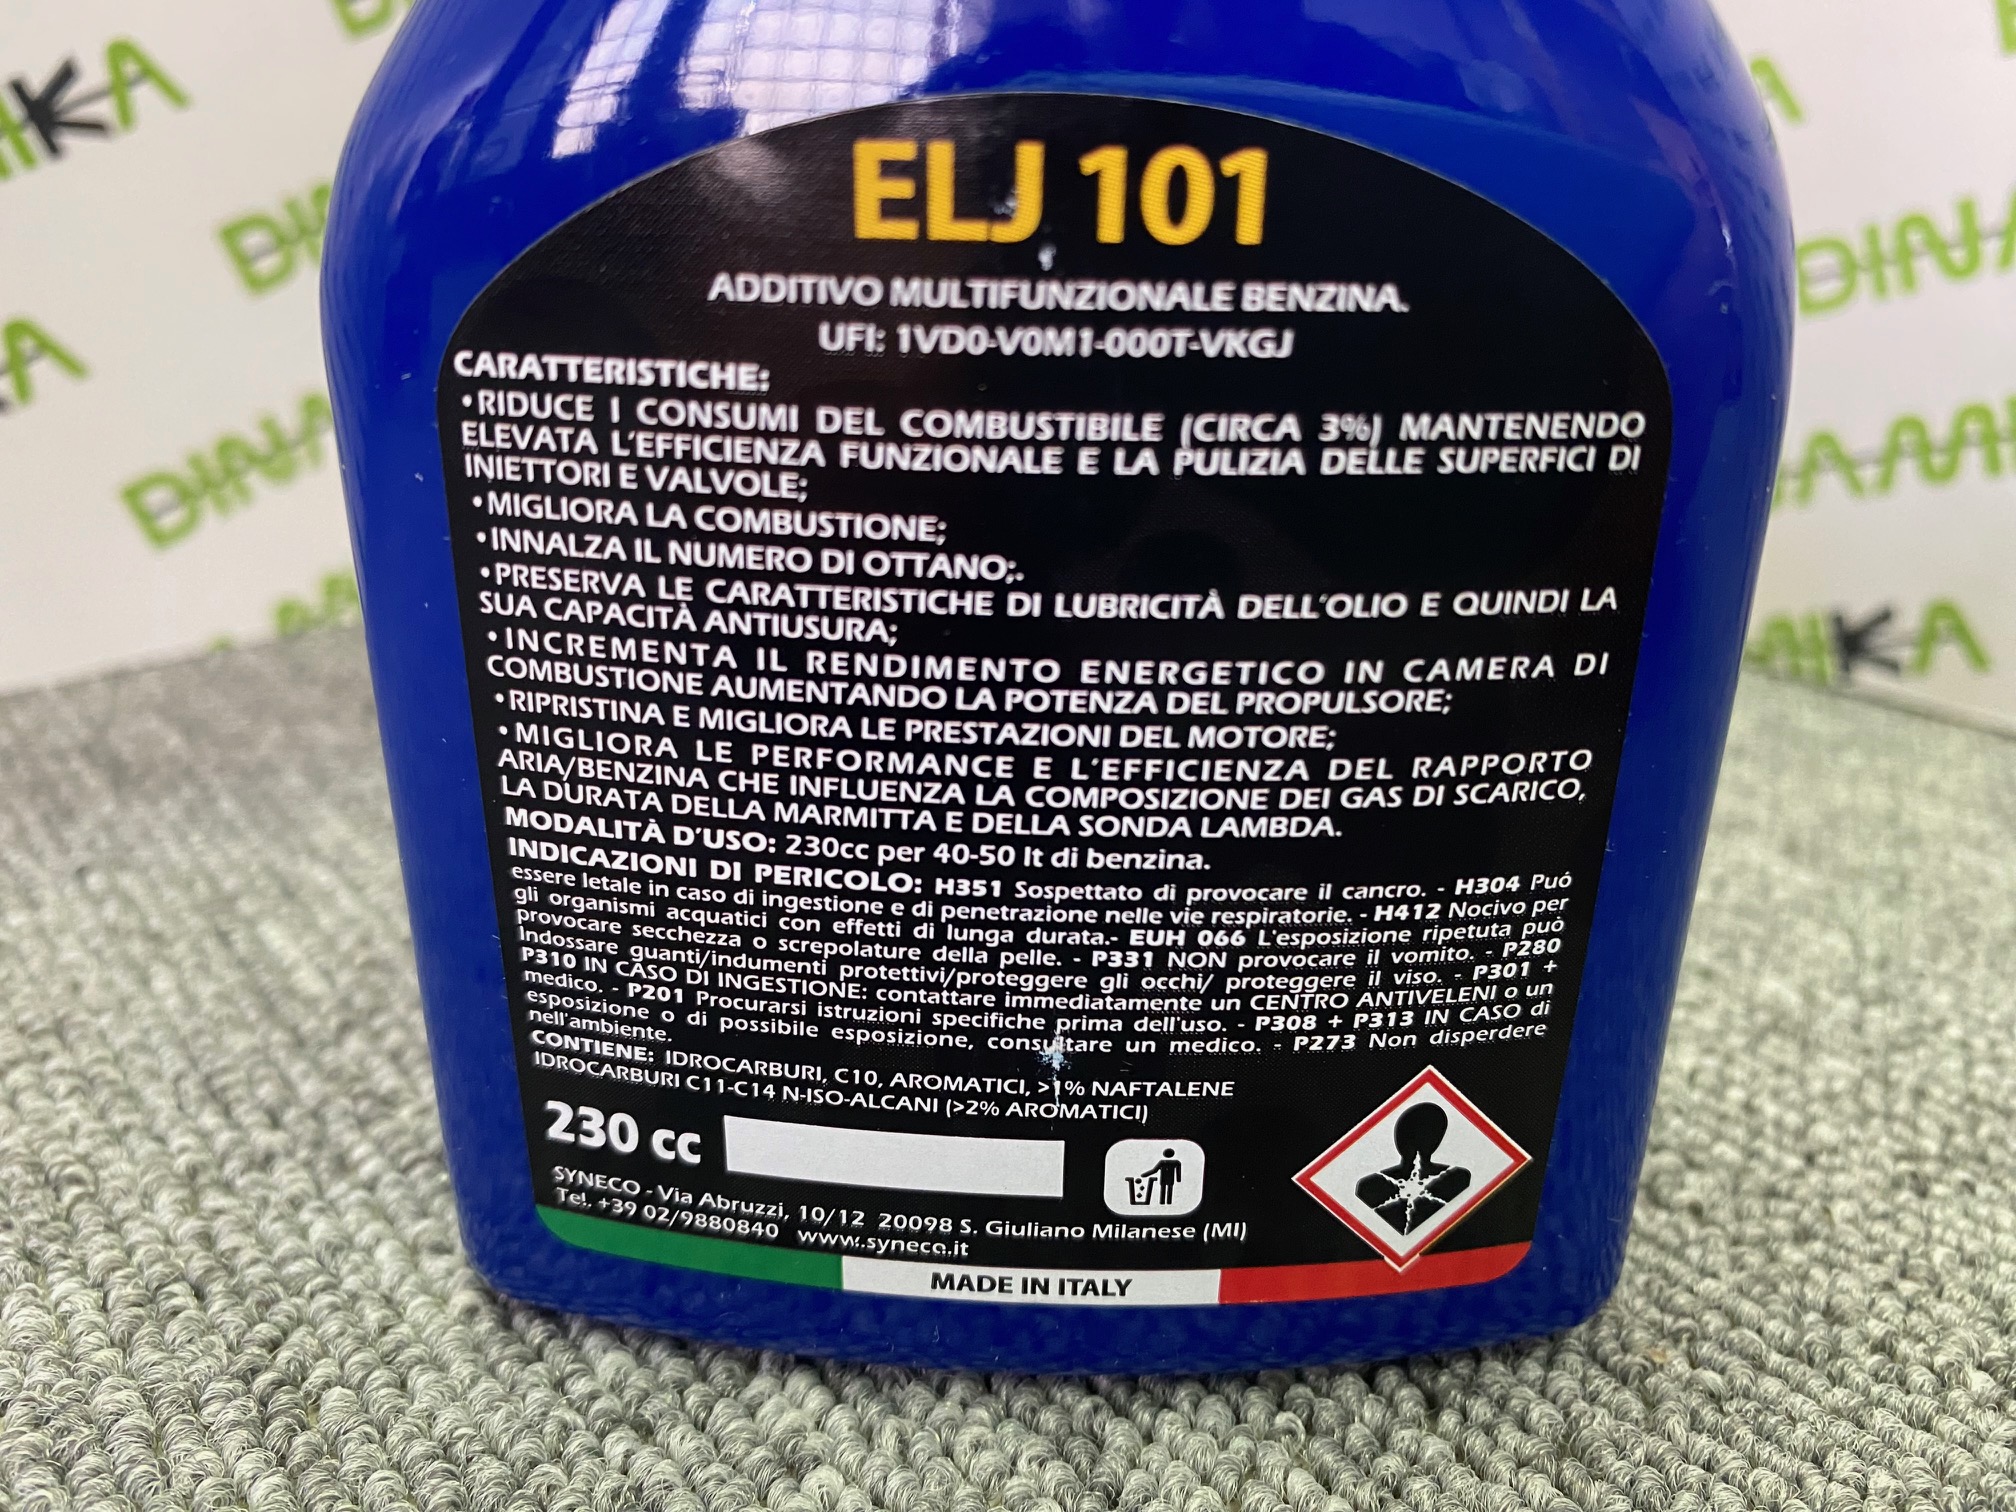 DINAMIKA
ELJ 101
ADDITIVO MULTIFUNZIONALE BENZINA.
UFI: 1VD0-V0M1-000T-VKGJ
CARATTERISTICHE:
•RIDUCE I CONSUMI DEL COMBUSTIBILE (CIRCA 3%) MANTENENDO
ELEVATA L'EFFICIENZA FUNZIONALE E LA PULIZIA DELLE SUPERFICI DI
INIETTORI E VALVOLE;
•MIGLIORA LA COMBUSTIONE;
•INNALZA IL NUMERO DI OTTANO;.
•PRESERVA LE CARATTERISTICHE DI LUBRICITÀ DELL'OLIO E QUINDI LA
SUA CAPACITÀ ANTIUSURA;
•INCREMENTA IL RENDIMENTO ENERGETICO IN CAMERA DI
COMBUSTIONE AUMENTANDO LA POTENZA DEL PROPULSORE;
•RIPRISTINA E MIGLIORA LE PRESTAZIONI DEL MOTORE;
•MIGLIORA LE PERFORMANCE E L'EFFICIENZA DEL RAPPORTO
ARIA/BENZINA CHE INFLUENZA LA COMPOSIZIONE DEI GAS DI SCARICO,
LA DURATA DELLA MARMITTA E DELLA SONDA LAMBDA.
MODALITÀ D'USO: 230cc per 40-50 lt di benzina.
INDICAZIONI DI PERICOLO: H351 Sospettato di provocare il cancro. - H304 Puó
essere letale in caso di ingestione e di penetrazione nelle vie respiratorie. - H412 Nocivo per
gli organismi acquatici con effetti di lunga durata.- EUH 066 L'esposizione ripetuta può
provocare secchezza o screpolature della pelle. - P331 NON provocare il vomito. - P280
Indossare guanti/indumenti protettivi/proteggere gli occhi/ proteggere il viso. - P301 +
P310 IN CASO DI INGESTIONE: contattare immediatamente un CENTRO ANTIVELENI o un
medico. - P201 Procurarsi istruzioni specifiche prima dell'uso. - P308 + P313 IN CASO di
esposizione o di possibile esposizione, consultare un medico. - P273 Non disperdere
nell'ambiente.
CONTIENE: IDROCARBURI, C10, AROMATICI, >1% NAFTALENE
IDROCARBURI C11-C14 N-ISO-ALCANI (>2% AROMATICI)
230 cc
SYNECO - Via Abruzzi, 10/12 20098 S. Giuliano Milanese (MI)
Tel. +39 02/9880840 www.syneco.it
MADE IN ITALY